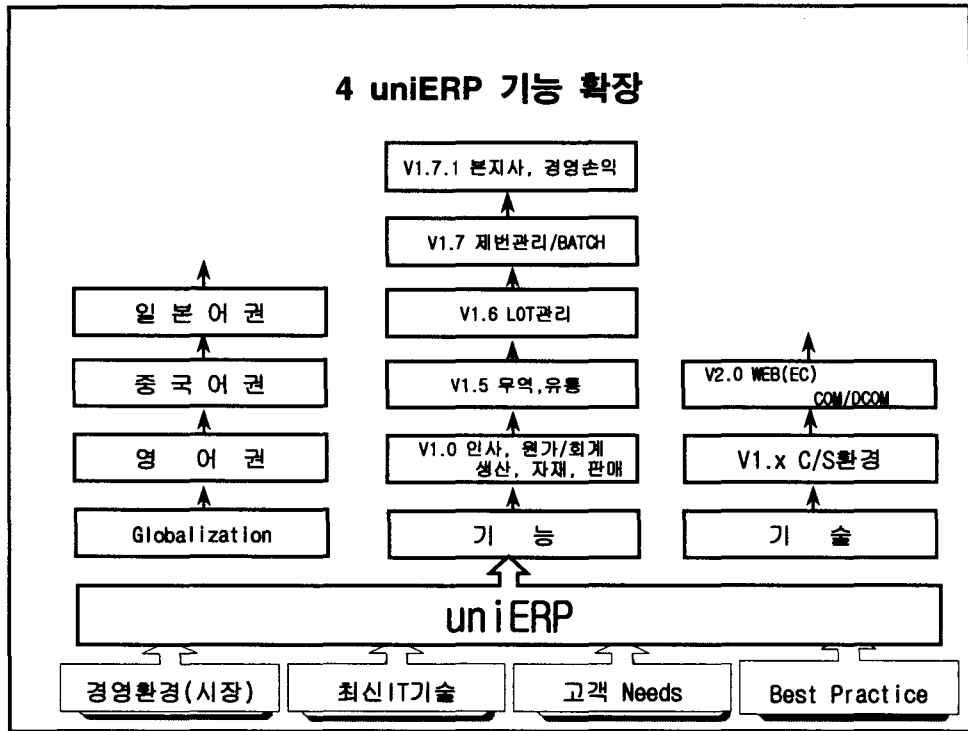 4 uniERP 기능 확장
V1.7.1 본지사, 경영손익
V1.7 제번관리/BATCH
V1.6 LOT관리
V1.5 무역,유통
V1.0 인사, 원가/회계
생산, 자재, 판매
기 능
일 본 어 권
중 국 어 권
영 어 권
Globalization
V2.0 WEB(EC)
COM/DCOM
V1.x C/S환경
기 술
uniERP
경영환경(시장)
최신IT기술
고객 Needs
Best Practice